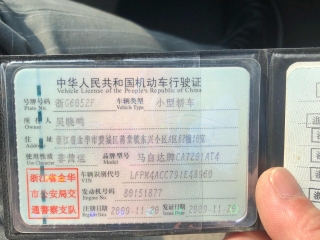 中华人民共和国机动车行驶证
Vehicle License of the People's Republic of China
号牌号码 浙G6052F 车辆类型 小型轿车
Plate No. Vehicle Type
所有人 吴晓鸣
Owner
住址
Address
使用性质 非营运 品牌型号 马自达牌CA7201AT4
Use Character Model
浙江省金华
市公安局交
通警察支队
车辆识别代号
VIN
发动机号码 80151877
Engine No.
注册日期 2009-11-20 发证日期 2009-11-20
Register Date Issue Date